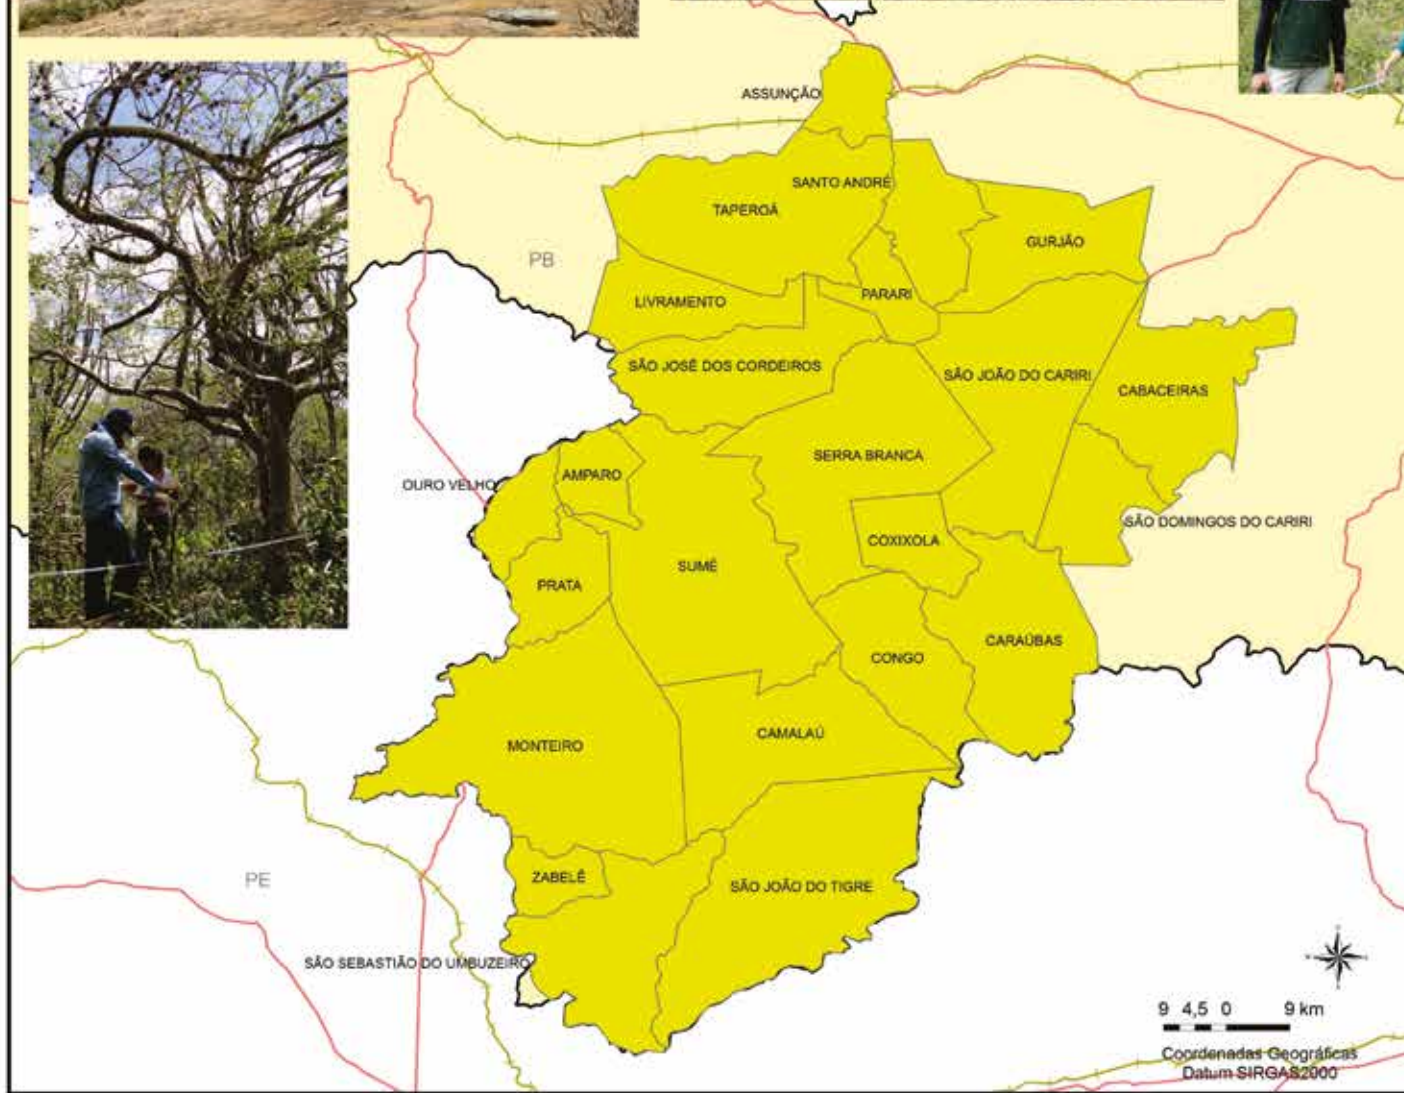 ASSUNÇÃO
SANTO ANDRÉ
TAPEROÁ
GURJÃO
PB
LIVRAMENTO
PARARI
SÃO JOSÉ DOS CORDEIROS
SÃO JOÃO DO CARIRI
CABACEIRAS
SERRA BRANCA
AMPARO
OURO VELHO
SÃO DOMINGOS DO CARIRI
COXIXOLA
SUMÉ
PRATA
CARAÚBAS
CONGO
CAMALAÚ
MONTEIRO
ZABELÊ
PE
SÃO JOÃO DO TIGRE
SÃO SEBASTIÃO DO UMBUZEIRO
9 4,5 0 9 km
Coordenadas Geográficas
Datum SIRGAS2000